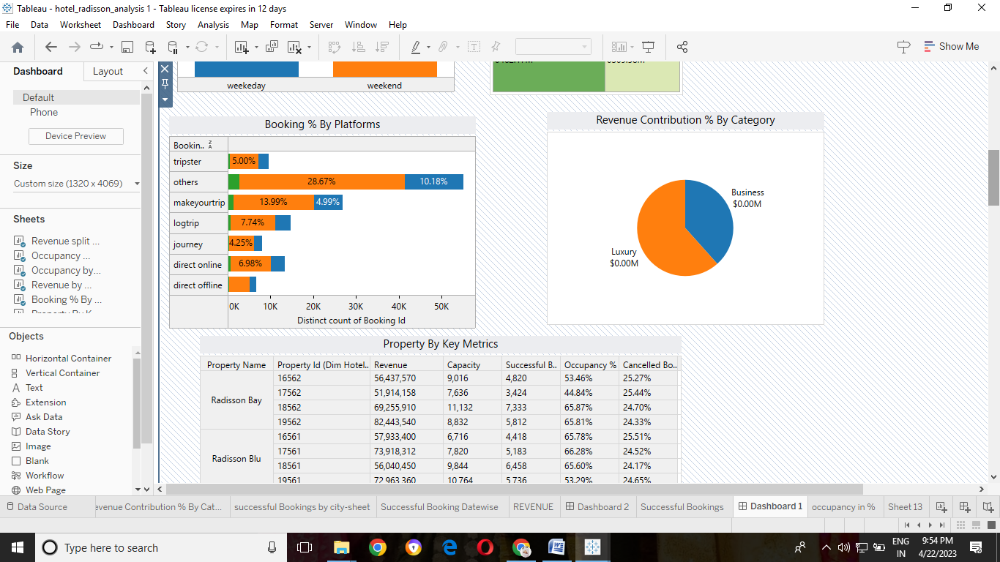 Tableau - hotel_radisson_analysis 1 - Tableau license expires in 12 days
File Data Worksheet Dashboard Story Analysis Map Format Server Window Help
Show Me
Dashboard Layout
Default
Phone
Device Preview
Size
Custom size (1320 x 4069)
Sheets
Revenue split ...
Occupancy ...
Occupancy by...
Revenue by ...
Booking % By ...
Objects
Horizontal Container
Vertical Container
Text
Extension
Ask Data
Data Story
Image
Blank
Workflow
Web Page
weekeday weekend
Booking % By Platforms
Bookin..
tripster 5.00%
others 28.67% 10.18%
makeyourtrip 13.99% 4.99%
logtrip 7.74%
journey 4.25%
direct online 6.98%
direct offline
0K 10K 20K 30K 40K 50K
Distinct count of Booking Id
Revenue Contribution % By Category
Business
$0.00M
Luxury
$0.00M
Property By Key Metrics
Property Name Property Id (Dim Hotel.. Revenue Capacity Successful B.. Occupancy % Cancelled Bo..
Radisson Bay
16562 56,437,570 9,016 4,820 53.46% 25.27%
17562 51,914,158 7,636 3,424 44.84% 25.44%
18562 69,255,910 11,132 7,333 65.87% 24.70%
19562 82,443,540 8,832 5,812 65.81% 24.33%
Radisson Blu
16561 57,933,400 6,716 4,418 65.78% 25.51%
17561 73,918,312 7,820 5,183 66.28% 24.52%
18561 56,040,450 9,844 6,458 65.60% 24.17%
19561 72,963,360 10,764 5,736 53.29% 24.65%
Data Source evenue Contribution % By Cat... successful Bookings by city-sheet Successful Booking Datewise REVENUE Dashboard 2 Successful Bookings Dashboard 1 occupancy in % Sheet 13
Type here to search
ENG
IN
9:54 PM
4/22/2023